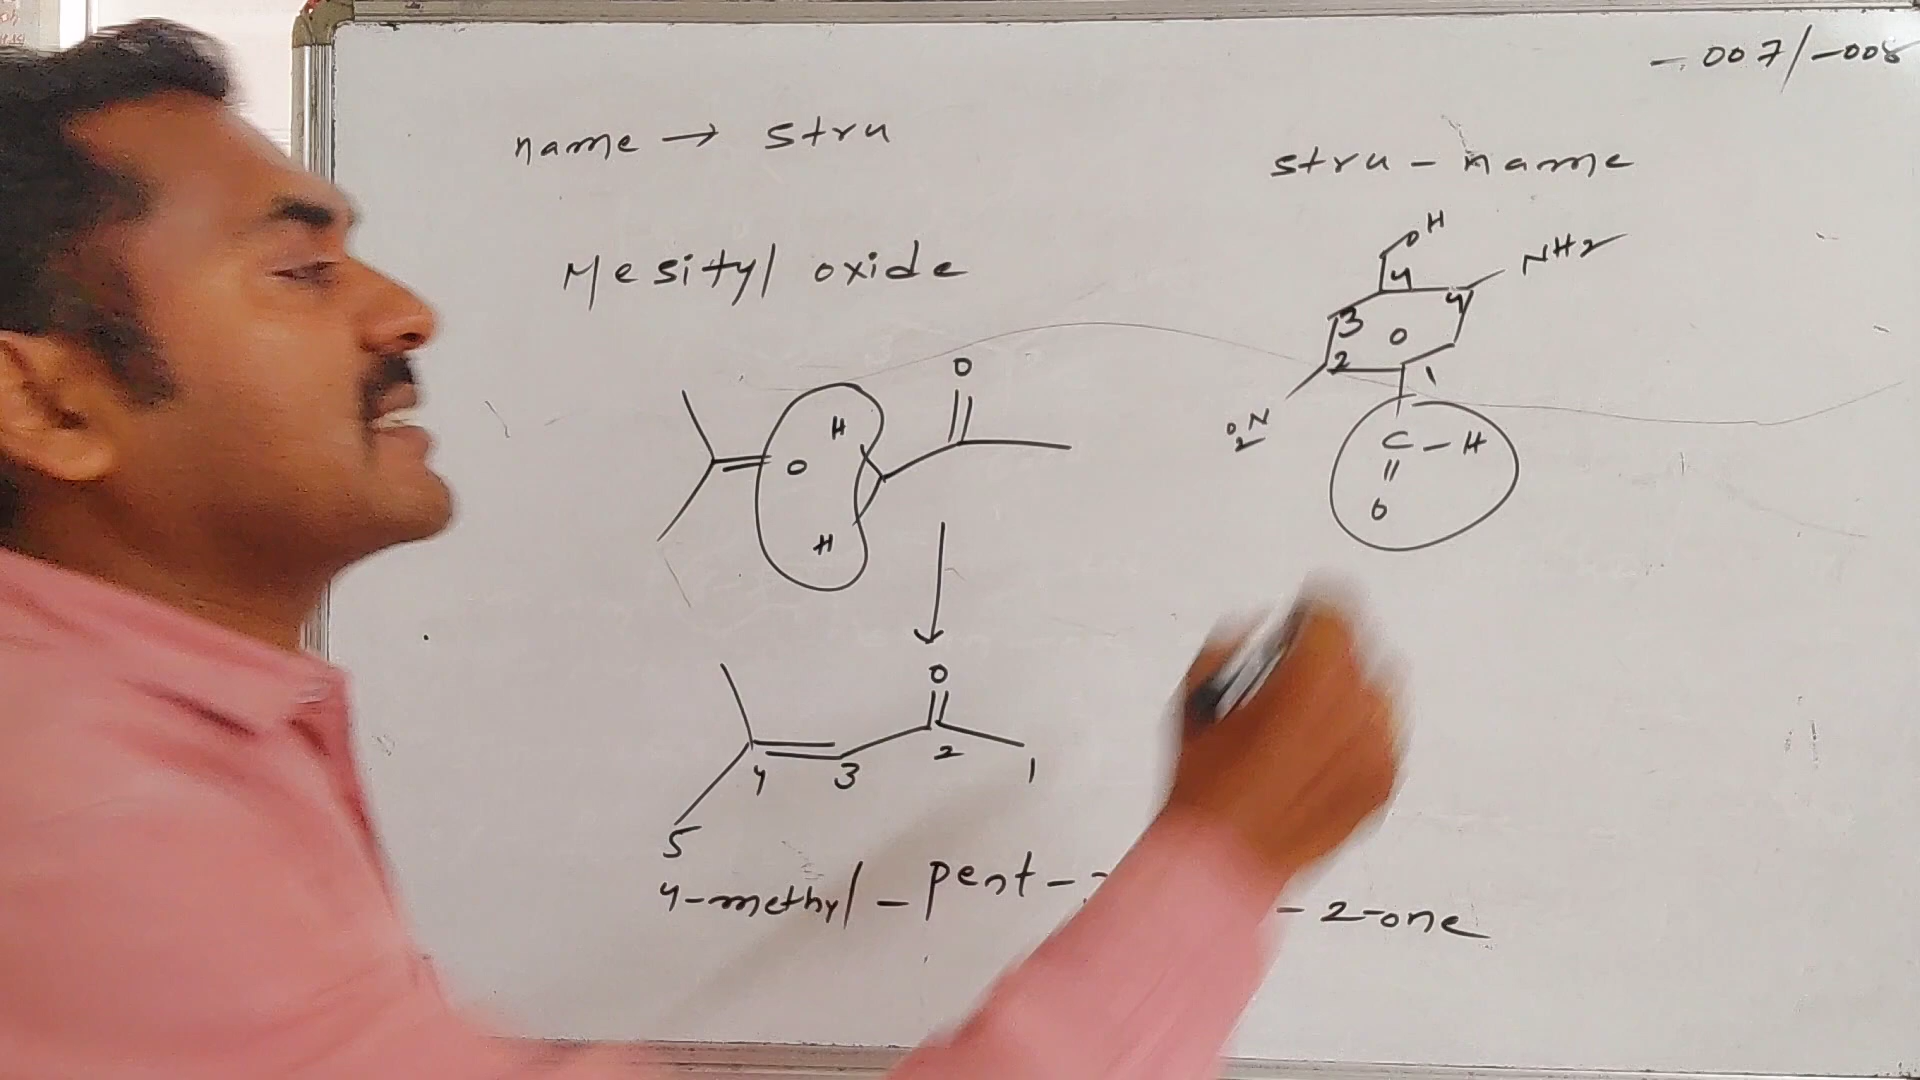 -.007/-008
name → stru
stru - name
Mesityl oxide
OH
NH2
4
4
3
O
2
1
O2N
C - H
O
O
H
O
H
O
4 3 2 1
5
4-methyl - pent - - 2-one